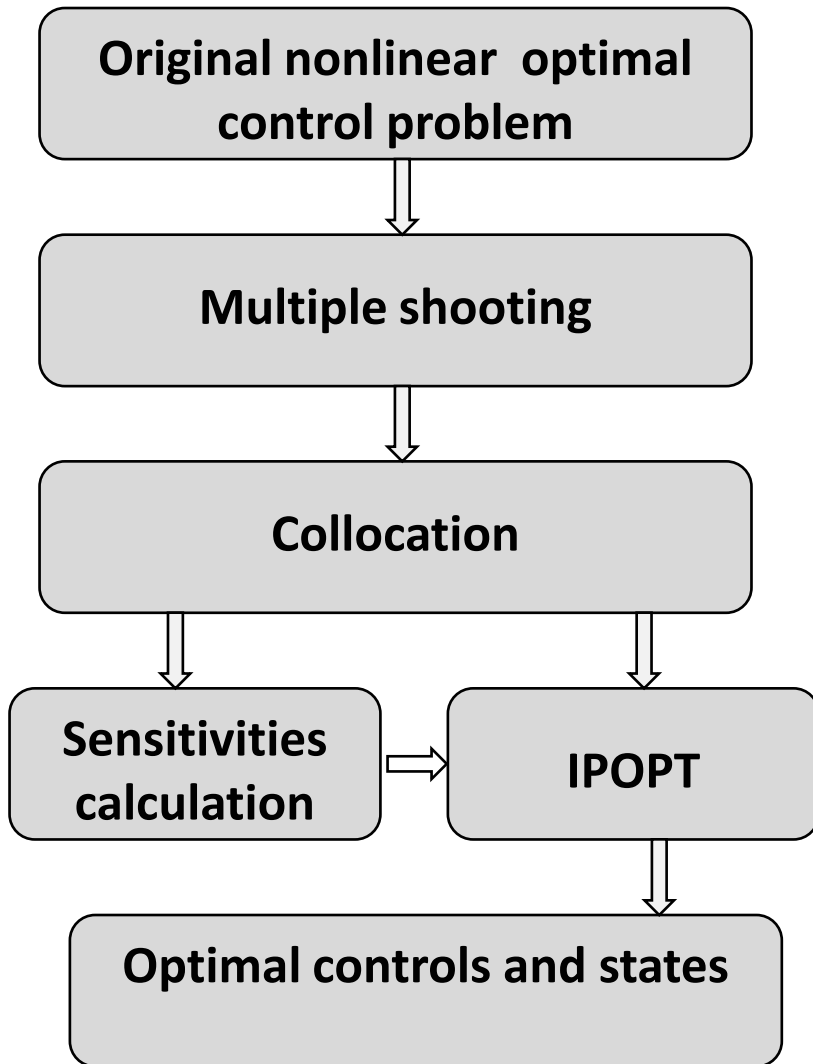 Original nonlinear optimal
control problem
Multiple shooting
Collocation
Sensitivities
calculation
IPOPT
Optimal controls and states